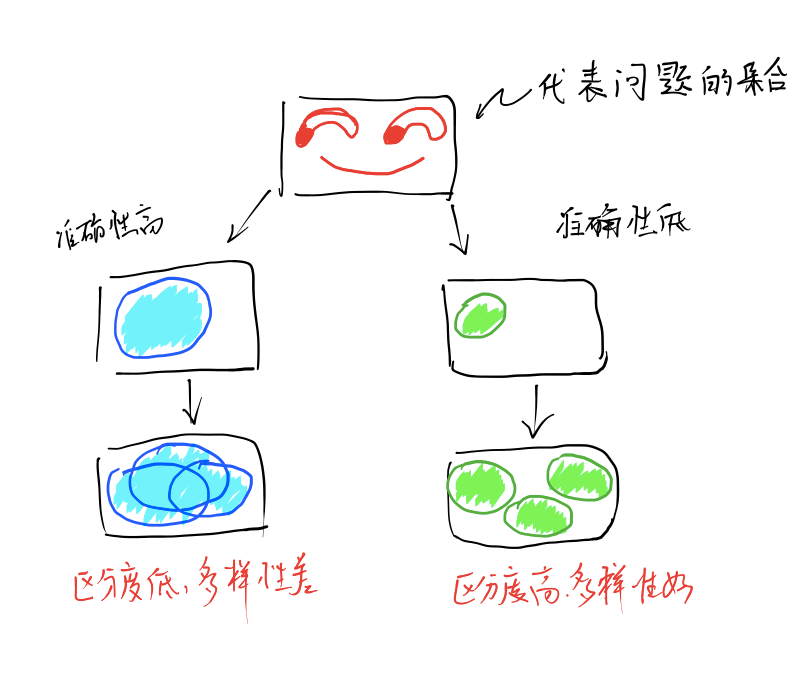 代表问题的集合
准确性高
准确性低
区分度低,多样性差
区分度高.多样性好